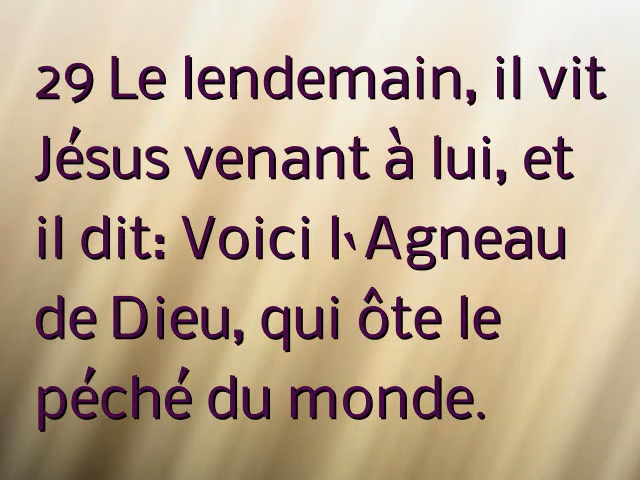 29 Le lendemain, il vit
Jésus venant à lui, et
il dit: Voici l`Agneau
de Dieu, qui ôte le
péché du monde.